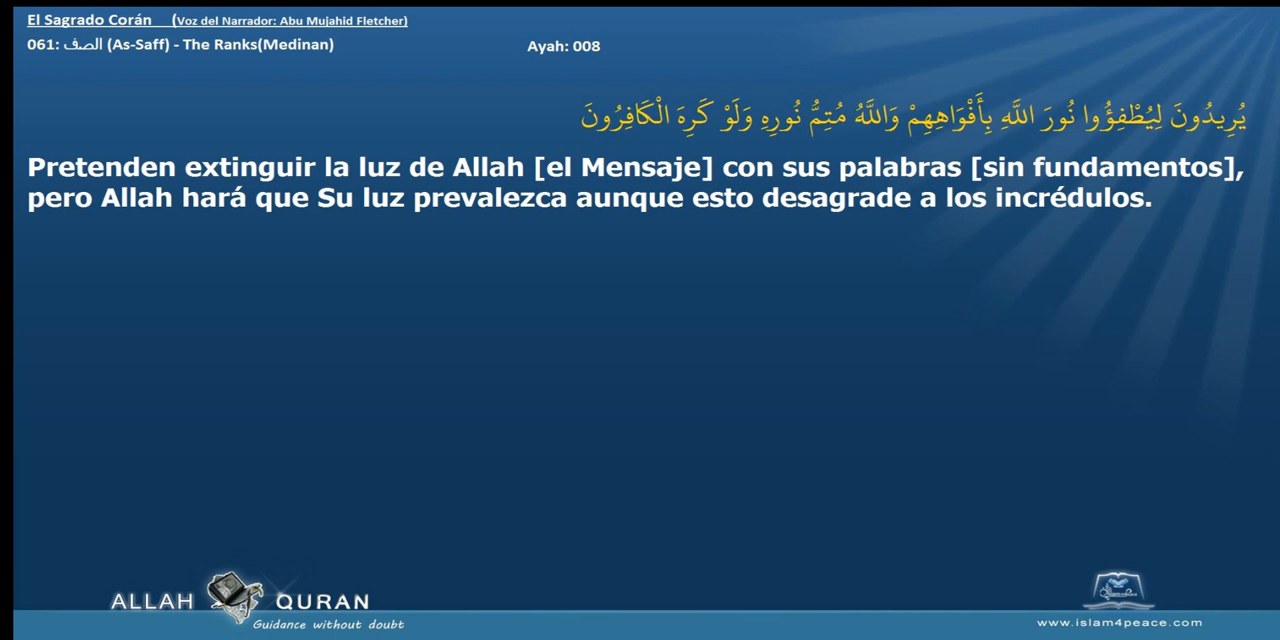 El Sagrado Corán (Voz del Narrador: Abu Mujahid Fletcher)
061: الصف (As-Saff) - The Ranks(Medinan) Ayah: 008
يُرِيدُونَ لِيُطْفِؤُوا نُورَ اللَّهِ بِأَفْوَاهِهِمْ وَاللَّهُ مُتِمُّ نُورِهِ وَلَوْ كَرِهَ الْكَافِرُونَ
Pretenden extinguir la luz de Allah [el Mensaje] con sus palabras [sin fundamentos],
pero Allah hará que Su luz prevalezca aunque esto desagrade a los incrédulos.
ALLAH QURAN
Guidance without doubt
www.islam4peace.com